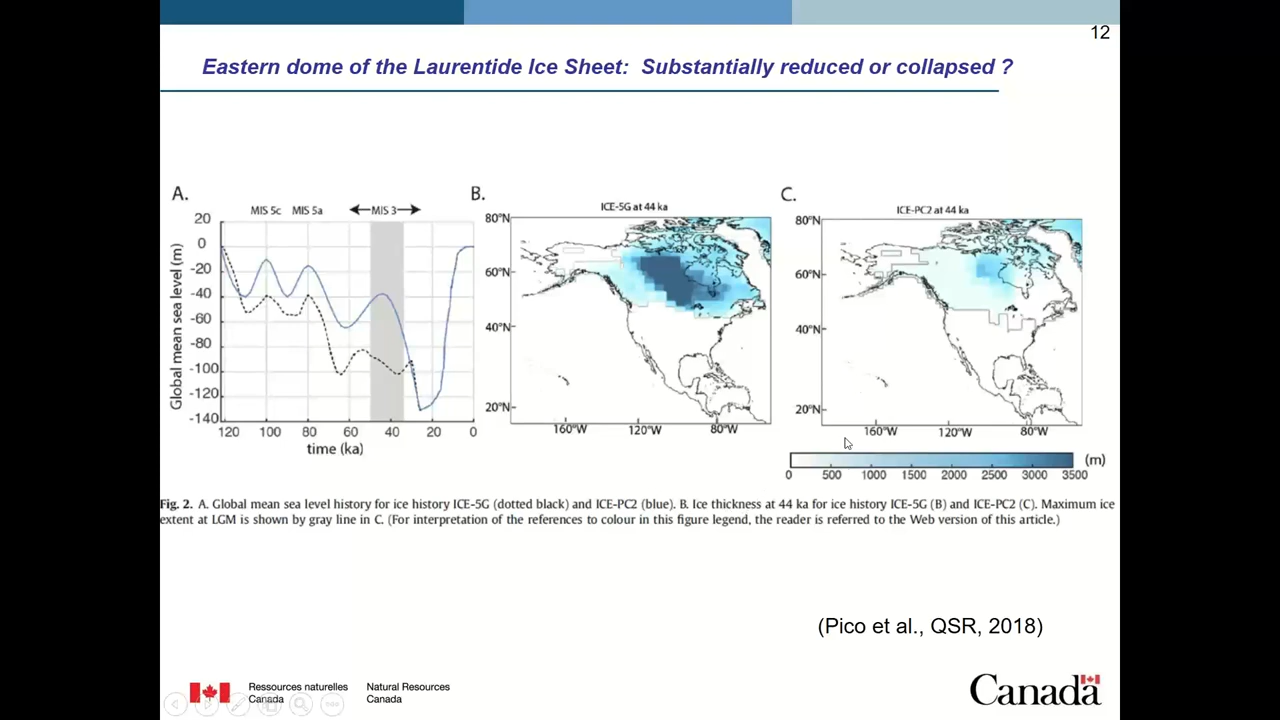 12
Eastern dome of the Laurentide Ice Sheet: Substantially reduced or collapsed ?
A.
MIS 5c
MIS 5a
MIS 3
20
0
-20
-40
-60
-80
-100
-120
-140
Global mean sea level (m)
120
100
80
60
40
20
0
time (ka)
B.
ICE-5G at 44 ka
80°N
60°N
40°N
20°N
160°W
120°W
80°W
C.
ICE-PC2 at 44 ka
80°N
60°N
40°N
20°N
160°W
120°W
80°W
0
500
1000
1500
2000
2500
3000
3500
(m)
Fig. 2. A. Global mean sea level history for ice history ICE-5G (dotted black) and ICE-PC2 (blue). B. Ice thickness at 44 ka for ice history ICE-5G (B) and ICE-PC2 (C). Maximum ice
extent at LGM is shown by gray line in C. (For interpretation of the references to colour in this figure legend, the reader is referred to the Web version of this article.)
(Pico et al., QSR, 2018)
Ressources naturelles
Canada
Natural Resources
Canada
Canada